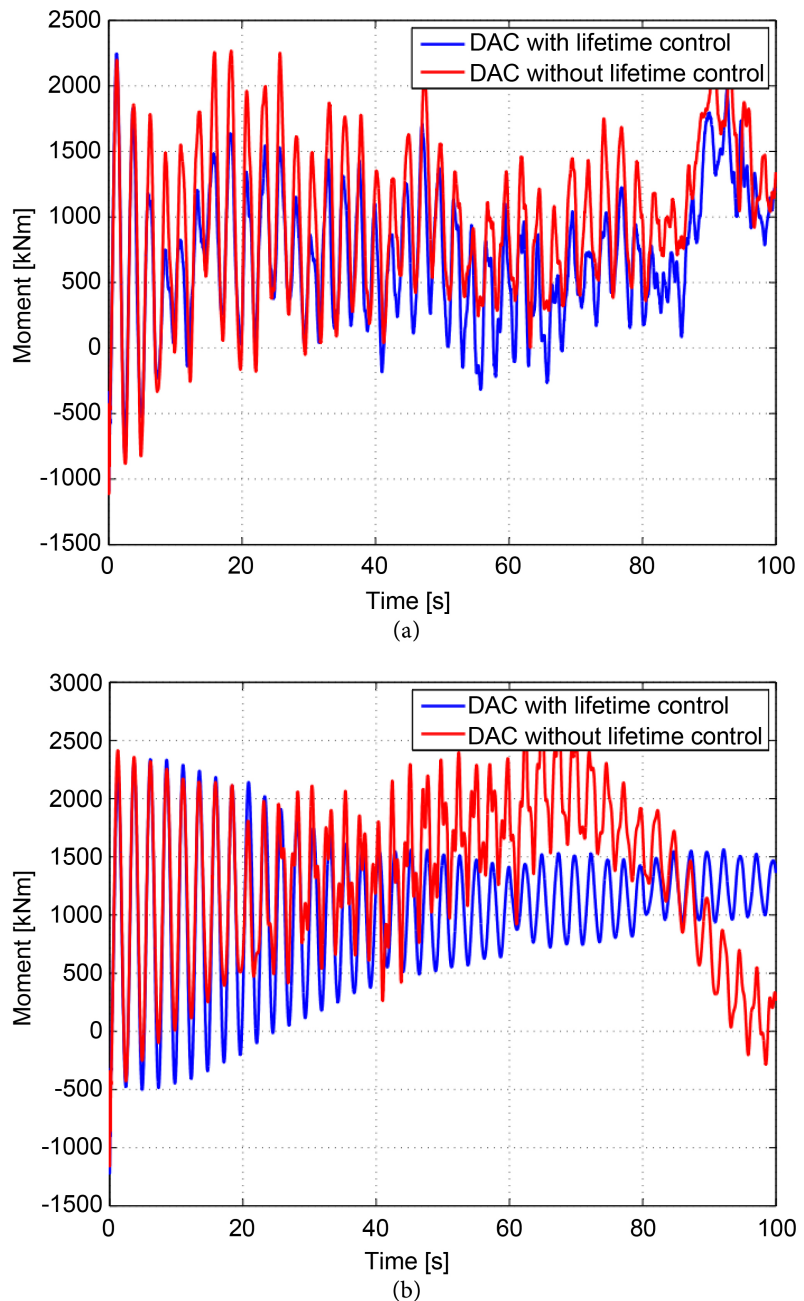 2500
2000
1500
1000
500
0
-500
-1000
-1500
Moment [kNm]
DAC with lifetime control
DAC without lifetime control
0 20 40 60 80 100
Time [s]
(a)
3000
2500
2000
1500
1000
500
0
-500
-1000
-1500
Moment [kNm]
DAC with lifetime control
DAC without lifetime control
0 20 40 60 80 100
Time [s]
(b)